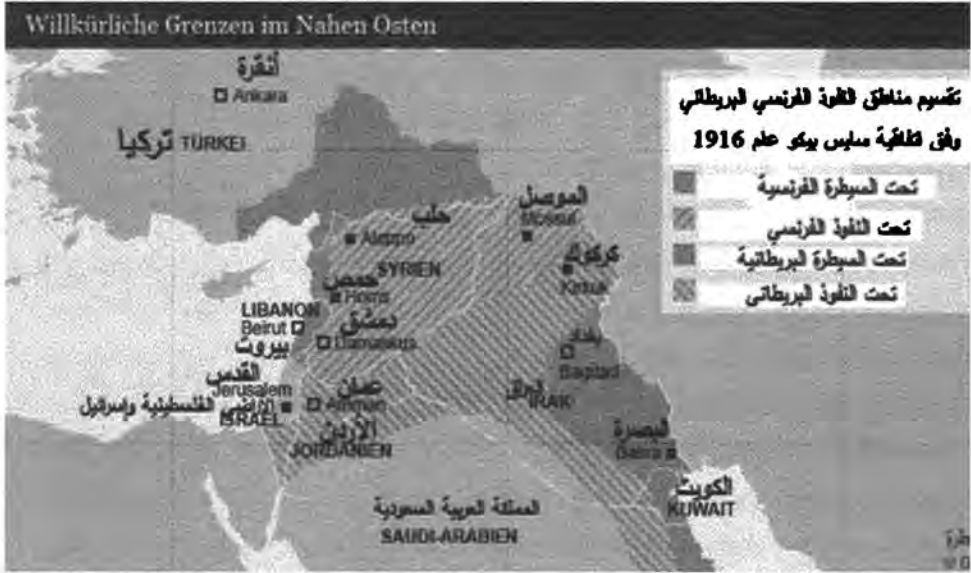 Willkürliche Grenzen im Nahen Osten
أنقرة
Ankara
تركيا TÜRKEI
تقسيم مناطق النفوذ الفرنسي البريطاني
وفق اتفاقية سايس بيكو عام 1916
تحت السيطرة الفرنسية
تحت النفوذ الفرنسي
تحت السيطرة البريطانية
تحت النفوذ البريطاني
الموصل
Mossul
حلب
Aleppo
كركوك
Kirkuk
SYRIEN
حمص
Homs
LIBANON
Beirut
بيروت
دمشق
Damaskus
بغداد
Bagdad
القدس
Jerusalem
الأراضي الفلسطينية وإسرائيل
ISRAEL
عمان
Amman
العراق
IRAK
الأردن
JORDANIEN
البصرة
Basra
الكويت
KUWAIT
المملكة العربية السعودية
SAUDI-ARABIEN